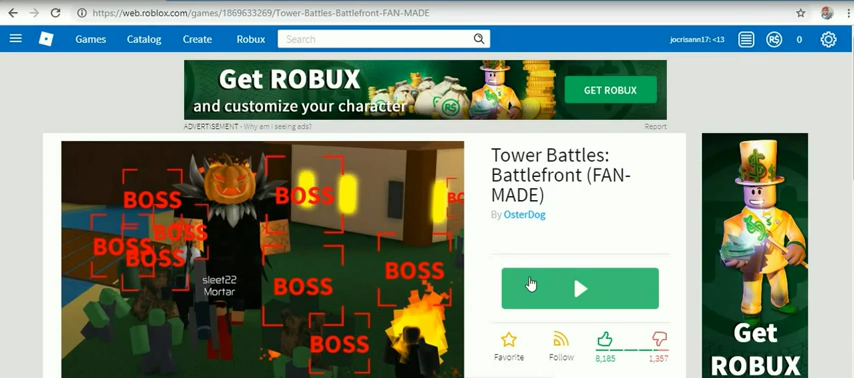 https://web.roblox.com/games/1869633269/Tower-Battles-Battlefront-FAN-MADE
Games Catalog Create Robux Search jocrisann17: <13 0
Get ROBUX
and customize your character
GET ROBUX
ADVERTISEMENT - Why am I seeing ads? Report
BOSS
BOSS
BOSS
BOSS
BOSS
BOSS
BOSS
BOSS
sleet22
Mortar
BOSS
Tower Battles:
Battlefront (FAN-
MADE)
By OsterDog
Favorite Follow 8,185 1,357
Get
ROBUX